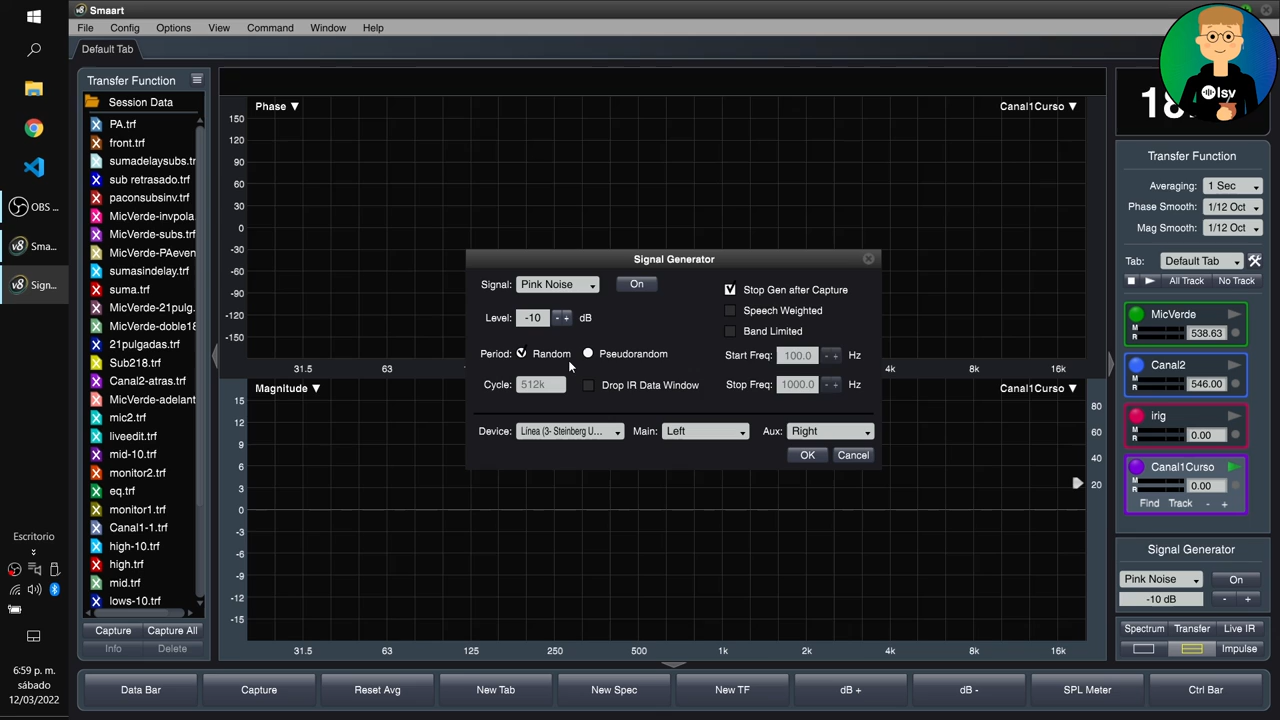 Smaart
File Config Options View Command Window Help
Default Tab
Transfer Function
Session Data
PA.trf
front.trf
sumadelaysubs.tr
sub retrasado.trf
paconsubsinv.trf
MicVerde-invpola
MicVerde-subs.trf
MicVerde-PAeven
sumasindelay.trf
suma.trf
MicVerde-21pulg
MicVerde-doble18
21pulgadas.trf
Sub218.trf
Canal2-atras.trf
MicVerde-adelant
mic2.trf
liveedit.trf
mid-10.trf
monitor2.trf
eq.trf
monitor1.trf
Canal1-1.trf
high-10.trf
high.trf
mid.trf
lows-10.trf
Capture Capture All
Info Delete
OBS ...
Sma...
Sign...
Escritorio
6:59 p. m.
sábado
12/03/2022
Phase Canal1Curso
150
120
90
60
30
0
-30
-60
-90
-120
-150
31.5 63 12 4k 8k 16k
Magnitude Canal1Curso
15
12
9
6
3
0
-3
-6
-9
-12
-15
80
60
40
20
31.5 63 125 250 500 1k 2k 4k 8k 16k
Signal Generator
Signal: Pink Noise On
Level: -10 - + dB
Period: Random Pseudorandom
Cycle: 512k Drop IR Data Window
Stop Gen after Capture
Speech Weighted
Band Limited
Start Freq: 100.0 - + Hz
Stop Freq: 1000.0 - + Hz
Device: Línea (3- Steinberg U... Main: Left Aux: Right
OK Cancel
lsv
18
Transfer Function
Averaging: 1 Sec
Phase Smooth: 1/12 Oct
Mag Smooth: 1/12 Oct
Tab: Default Tab
All Track No Track
MicVerde
M
R 538.63
Canal2
M
R 546.00
irig
M
R 0.00
Canal1Curso
M
R 0.00
Find Track - +
Signal Generator
Pink Noise On
-10 dB - +
Spectrum Transfer Live IR
Impulse
Data Bar Capture Reset Avg New Tab New Spec New TF dB + dB - SPL Meter Ctrl Bar